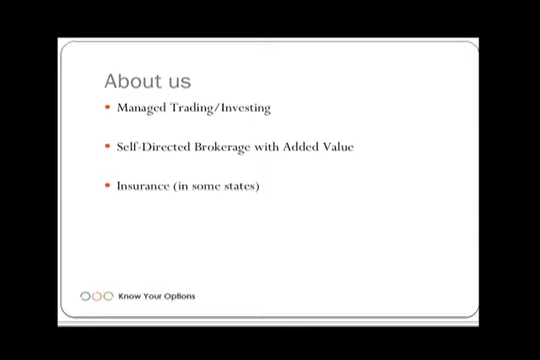 About us
Managed Trading/Investing
Self-Directed Brokerage with Added Value
Insurance (in some states)
Know Your Options